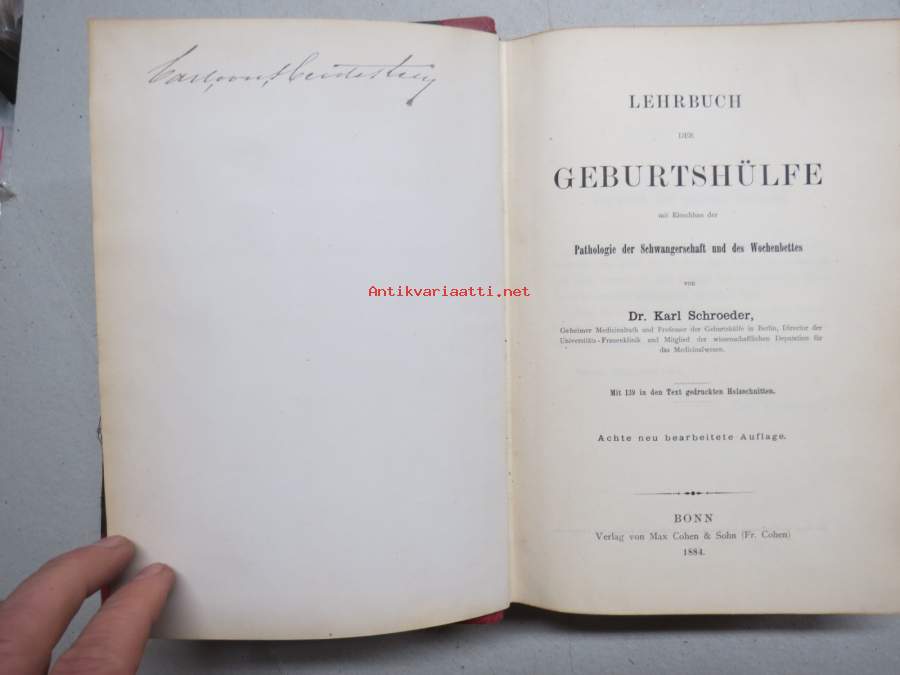 LEHRBUCH
DER
GEBURTSHÜLFE
mit Einschluss der
Pathologie der Schwangerschaft und des Wochenbettes
von
Dr. Karl Schroeder,
Geheimer Medicinalrath und Professor der Geburtshülfe in Berlin, Director der
Universitäts-Frauenklinik und Mitglied der wissenschaftlichen Deputation für
das Medicinalwesen.
Mit 139 in den Text gedruckten Holzschnitten.
Achte neu bearbeitete Auflage.
BONN
Verlag von Max Cohen & Sohn (Fr. Cohen)
1884.
Antikvariaatti.net